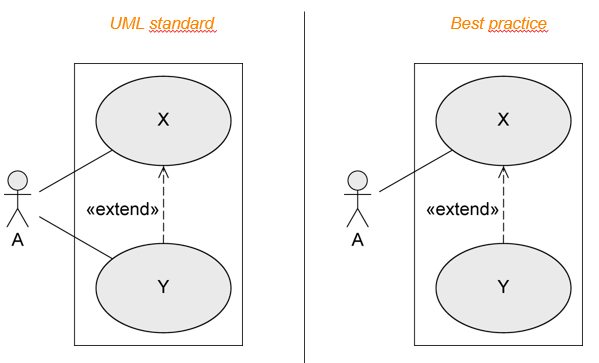 UML standard
X
«extend»
A
Y
Best practice
X
«extend»
A
Y